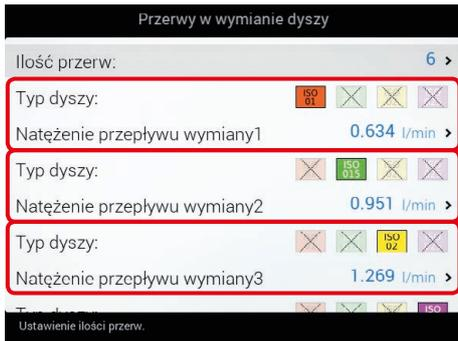 Przerwy w wymianie dyszy
Ilość przerw: 6 >
Typ dyszy: ISO 01
Natężenie przepływu wymiany1 0.634 l/min >
Typ dyszy: ISO 015
Natężenie przepływu wymiany2 0.951 l/min >
Typ dyszy: ISO 02
Natężenie przepływu wymiany3 1.269 l/min >
Typ dyszy: ISO
Ustawienie ilości przerw.